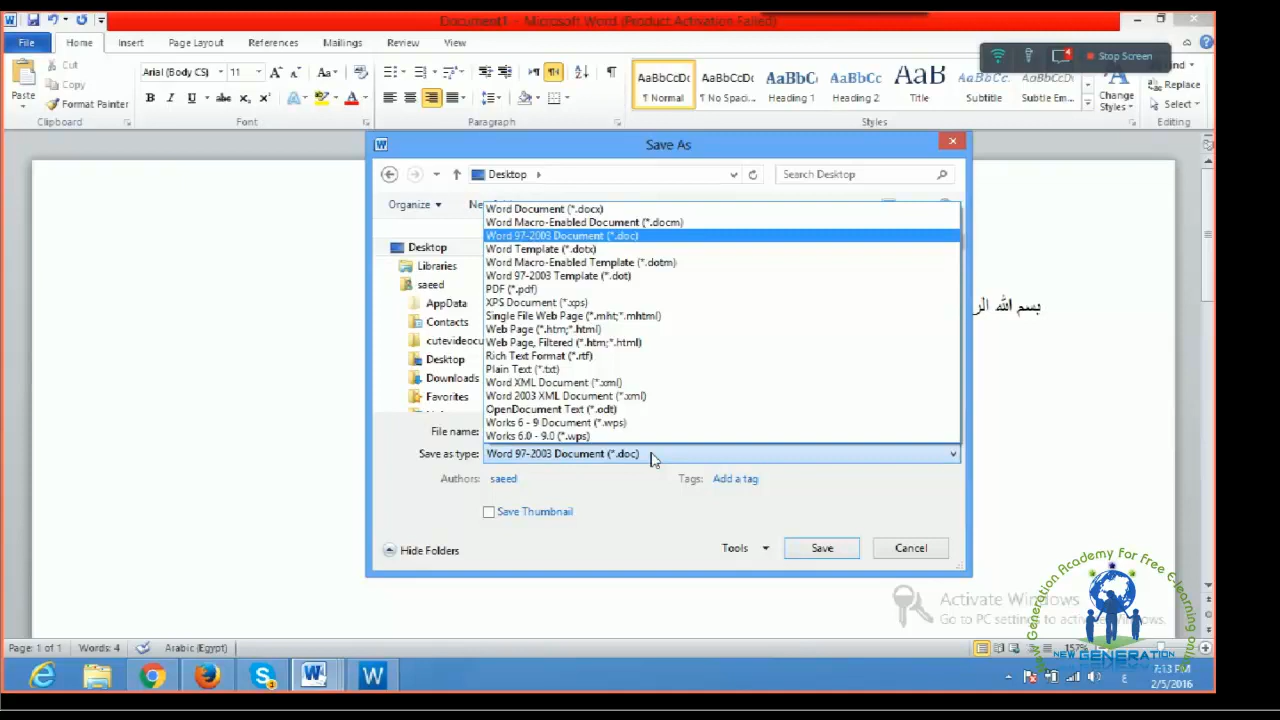 Document1 - Microsoft Word (Product Activation Failed)
File Home Insert Page Layout References Mailings Review View
4 Stop Screen
Cut
Copy
Format Painter
Paste
Arial (Body CS) 11
AaBbCcDc AaBbCcDc AaBbC AaBbCc AaB AaBbCc. AaBbCcDc
¶ Normal ¶ No Spaci... Heading 1 Heading 2 Title Subtitle Subtle Em...
Change Styles
Replace
Select
Clipboard Font Paragraph Styles Editing
Save As
Desktop
Search Desktop
Organize
Word Document (*.docx)
Word Macro-Enabled Document (*.docm)
Word 97-2003 Document (*.doc)
Word Template (*.dotx)
Word Macro-Enabled Template (*.dotm)
Word 97-2003 Template (*.dot)
PDF (*.pdf)
XPS Document (*.xps)
Single File Web Page (*.mht;*.mhtml)
Web Page (*.htm;*.html)
Web Page, Filtered (*.htm;*.html)
Rich Text Format (*.rtf)
Plain Text (*.txt)
Word XML Document (*.xml)
Word 2003 XML Document (*.xml)
OpenDocument Text (*.odt)
Works 6 - 9 Document (*.wps)
Works 6.0 - 9.0 (*.wps)
Desktop
Libraries
saeed
AppData
Contacts
cutevideocu
Desktop
Downloads
Favorites
بسم الله الر
File name:
Save as type: Word 97-2003 Document (*.doc)
Authors: saeed Tags: Add a tag
Save Thumbnail
Hide Folders Tools Save Cancel
Activate Windows
Go to PC settings to activate Windows.
New Generation Academy For Free E-learning
NEW GENERATION
Page: 1 of 1 Words: 4 Arabic (Egypt) 157%
7:13 PM
2/5/2016